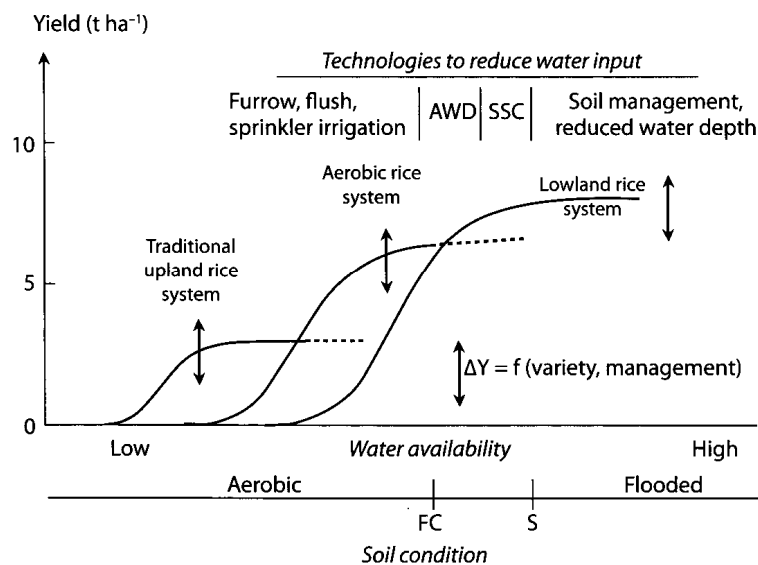 Yield (t ha⁻¹)
Technologies to reduce water input
Furrow, flush,
sprinkler irrigation
AWD
SSC
Soil management,
reduced water depth
10
Aerobic rice
system
Lowland rice
system
Traditional
upland rice
system
5
ΔY = f (variety, management)
0
Low
Water availability
High
Aerobic
Flooded
FC
S
Soil condition